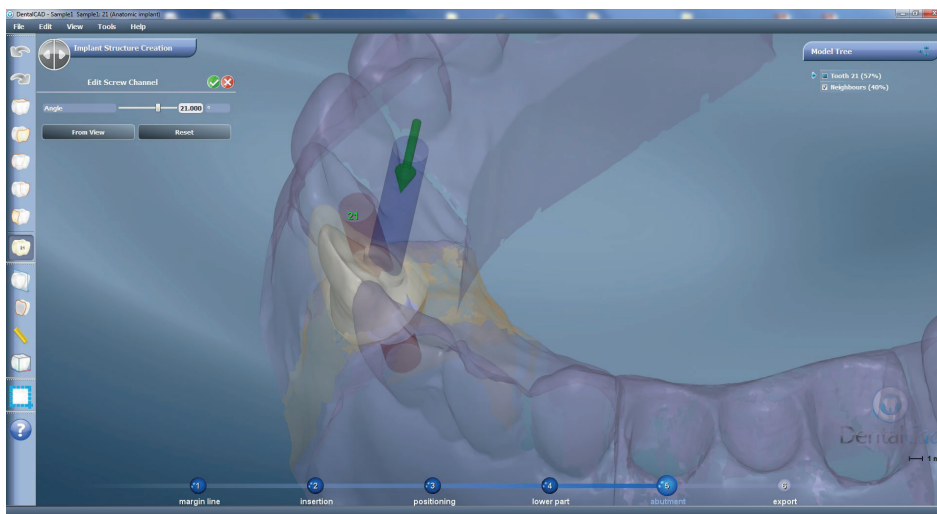 DentalCAD - Sample1 Sample1; 21 (Anatomic implant)
File Edit View Tools Help
Implant Structure Creation
Edit Screw Channel
Angle 21.000 °
From View Reset
Model Tree
Tooth 21 (57%)
Neighbours (40%)
21
Dental
1 m
1 2 3 4 5 6
margin line insertion positioning lower part abutment export